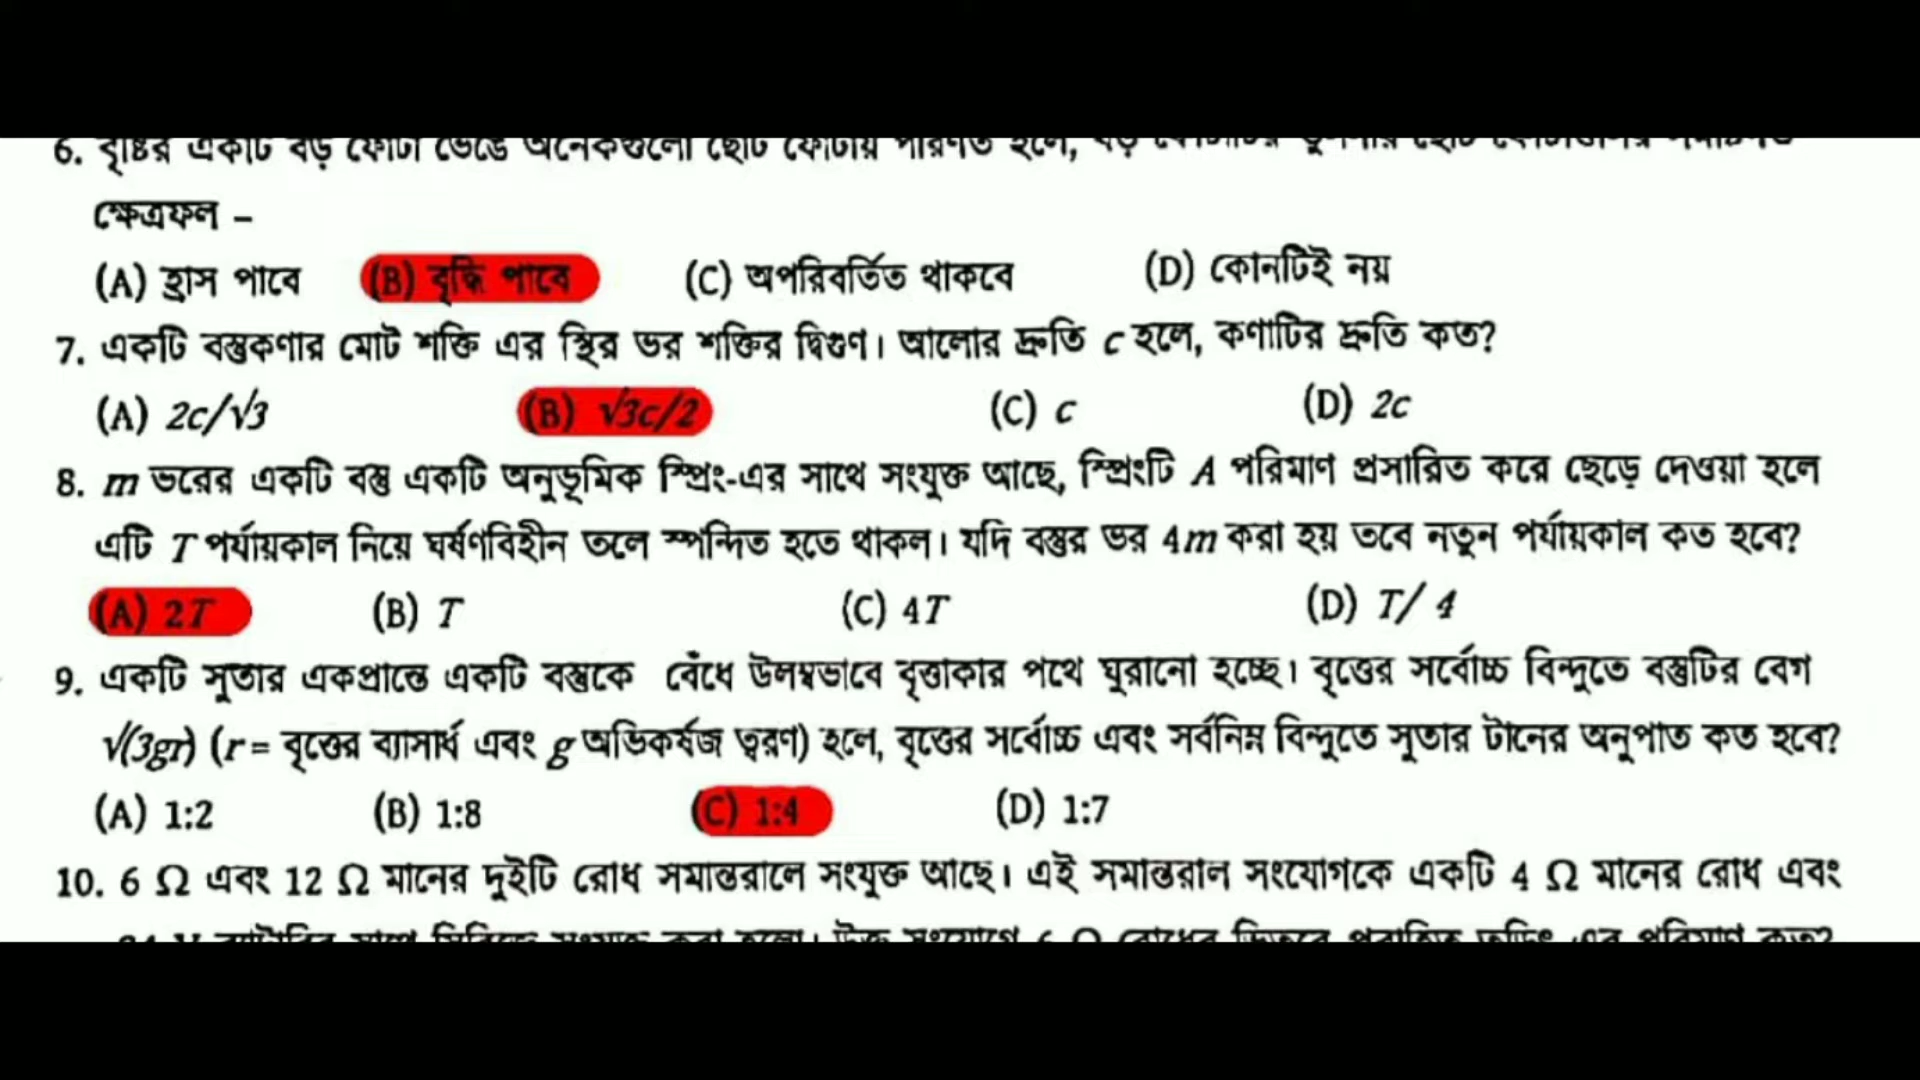 6. বৃষ্টির একটি বড় ফোটা ভেঙে অনেকগুলো ছোট ফোটায় পরিণত হলে, বড়
ক্ষেত্রফল –
(A) হ্রাস পাবে (B) বৃদ্ধি পাবে (C) অপরিবর্তিত থাকবে (D) কোনটিই নয়
7. একটি বস্তুকণার মোট শক্তি এর স্থির ভর শক্তির দ্বিগুণ। আলোর দ্রুতি c হলে, কণাটির দ্রুতি কত?
(A) 2c/√3 (B) √3c/2 (C) c (D) 2c
8. m ভরের একটি বস্তু একটি অনুভূমিক স্প্রিং-এর সাথে সংযুক্ত আছে, স্প্রিংটি A পরিমাণ প্রসারিত করে ছেড়ে দেওয়া হলে
এটি T পর্যায়কাল নিয়ে ঘর্ষণবিহীন তলে স্পন্দিত হতে থাকল। যদি বস্তুর ভর 4m করা হয় তবে নতুন পর্যায়কাল কত হবে?
(A) 2T (B) T (C) 4T (D) T/ 4
9. একটি সুতার একপ্রান্তে একটি বস্তুকে বেঁধে উলম্বভাবে বৃত্তাকার পথে ঘুরানো হচ্ছে। বৃত্তের সর্বোচ্চ বিন্দুতে বস্তুটির বেগ
√(3gr) (r = বৃত্তের ব্যাসার্ধ এবং g অভিকর্ষজ ত্বরণ) হলে, বৃত্তের সর্বোচ্চ এবং সর্বনিম্ন বিন্দুতে সুতার টানের অনুপাত কত হবে?
(A) 1:2 (B) 1:8 (C) 1:4 (D) 1:7
10. 6 Ω এবং 12 Ω মানের দুইটি রোধ সমান্তরালে সংযুক্ত আছে। এই সমান্তরাল সংযোগকে একটি 4 Ω মানের রোধ এবং